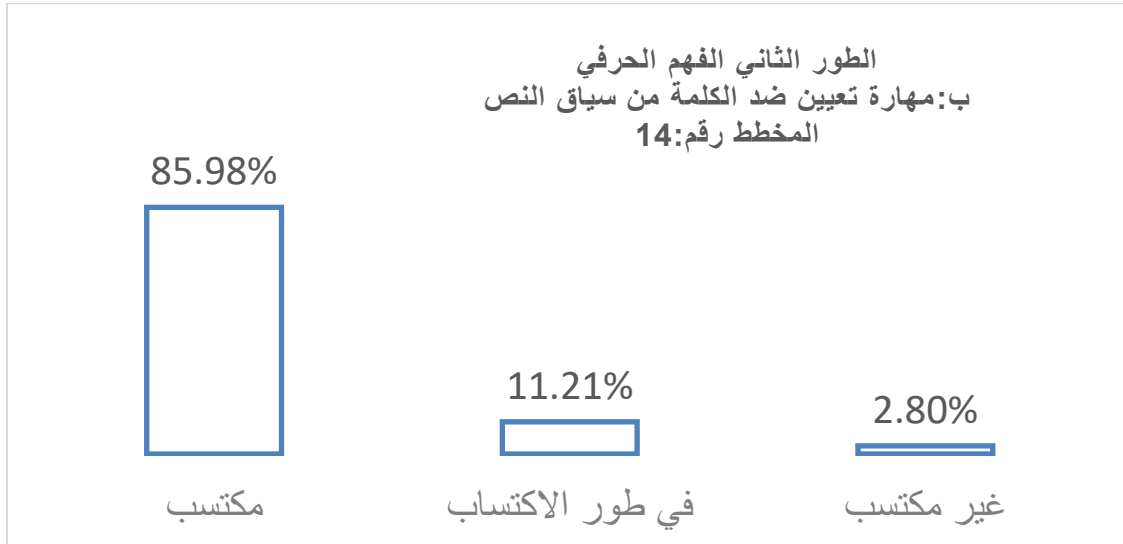 الطور الثاني الفهم الحرفي
ب:مهارة تعيين ضد الكلمة من سياق النص
المخطط رقم:14
85.98%
11.21%
2.80%
مكتسب
في طور الاكتساب
غير مكتسب